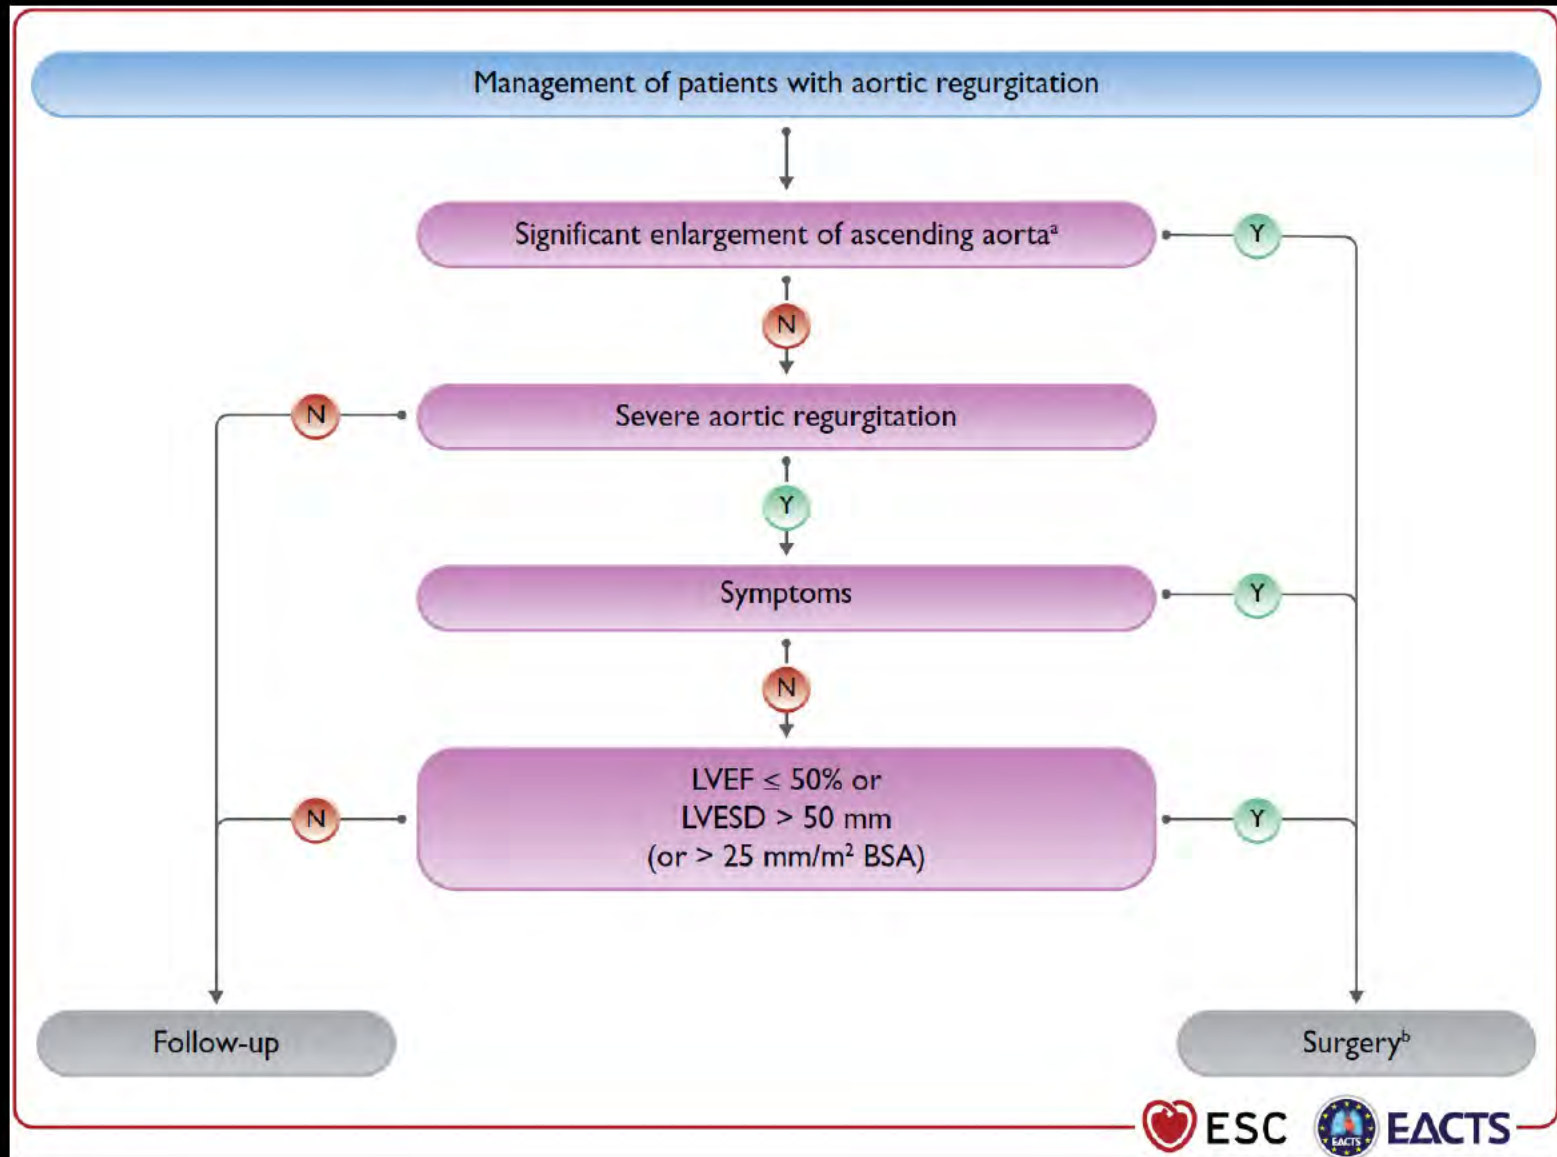 Management of patients with aortic regurgitation
Significant enlargement of ascending aortaᵃ
Y
N
Severe aortic regurgitation
N
Y
Symptoms
Y
N
LVEF ≤ 50% or
LVESD > 50 mm
(or > 25 mm/m² BSA)
N
Y
Follow-up
Surgeryᵇ
ESC
EACTS
EΔCTS